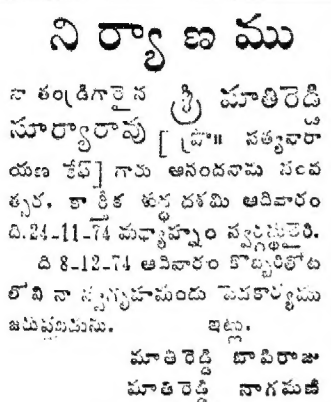 ని ర్యా ణ ము
నా తండ్రిగారైన శ్రీ మాతిరెడ్డి
సూర్యారావు [ ప్రొ॥ సత్యనారా
యణ కేఫ్] గారు ఆనందనామ సంవ
త్సర, కార్తీక శుద్ధ దశమి ఆదివారం
ది.24-11-74 మధ్యాహ్నం స్వర్గస్థులైరి.
ది 8-12-74 ఆదివారం కొబ్బరితోట
లోని నా స్వగృహమందు పెదకార్యము
జరుపబడును. ఇట్లు.
మాతిరెడ్డి బాపిరాజు
మాతిరెడ్డి నాగమణి